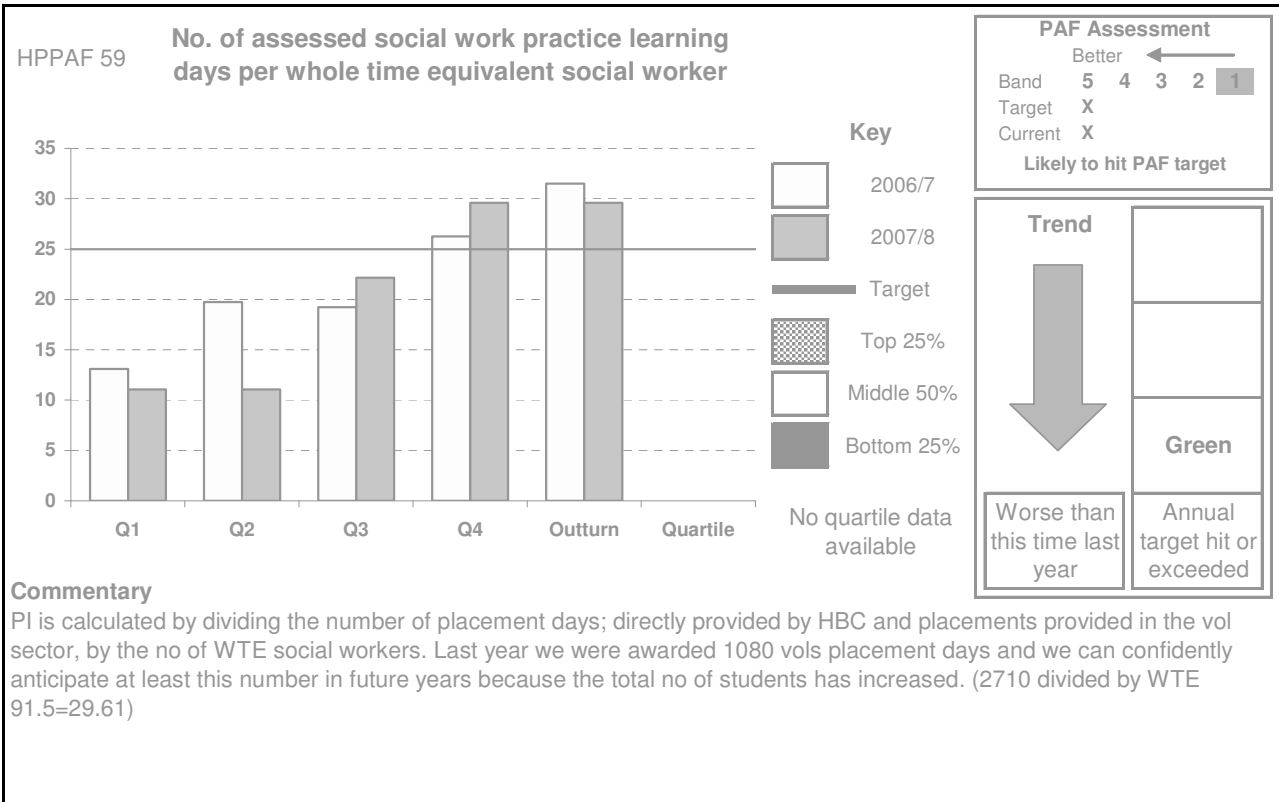 HPPAF 59
No. of assessed social work practice learning
days per whole time equivalent social worker
35
30
25
20
15
10
5
0
Q1 Q2 Q3 Q4 Outturn Quartile
Key
2006/7
2007/8
Target
Top 25%
Middle 50%
Bottom 25%
No quartile data
available
PAF Assessment
Better
Band 5 4 3 2 1
Target X
Current X
Likely to hit PAF target
Trend
Green
Worse than
this time last
year
Annual
target hit or
exceeded
Commentary
PI is calculated by dividing the number of placement days; directly provided by HBC and placements provided in the vol
sector, by the no of WTE social workers. Last year we were awarded 1080 vols placement days and we can confidently
anticipate at least this number in future years because the total no of students has increased. (2710 divided by WTE
91.5=29.61)